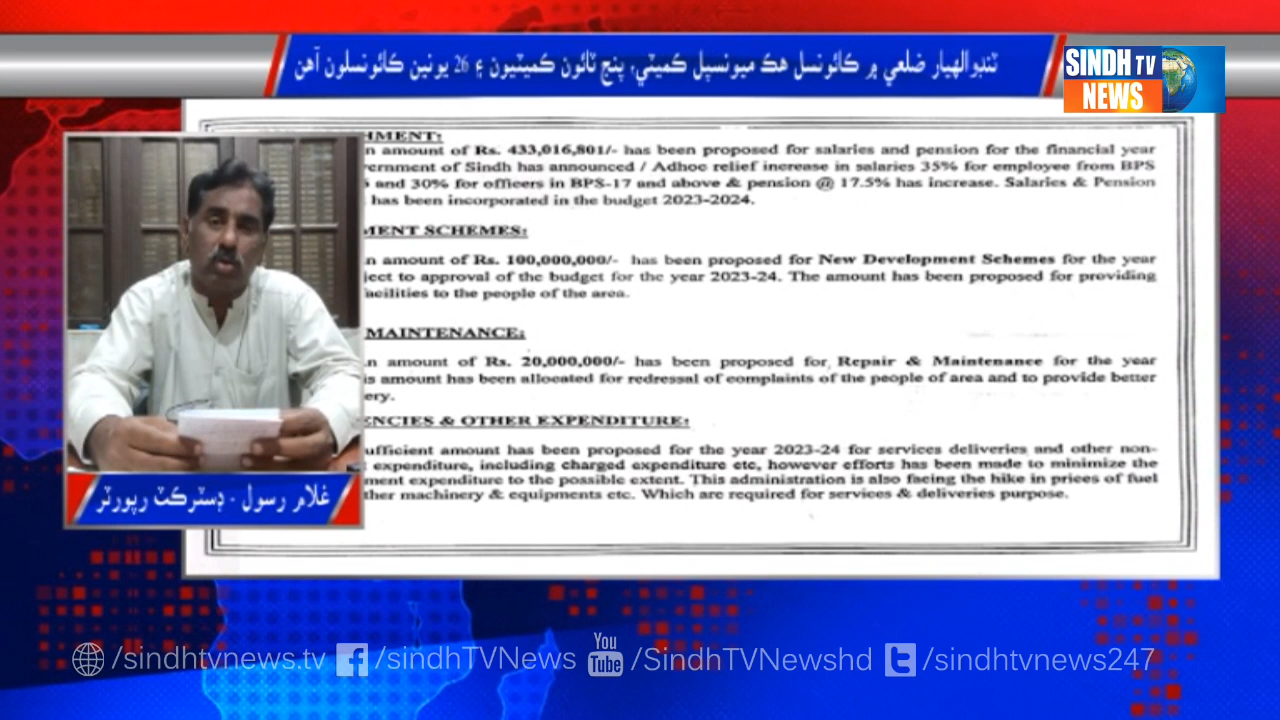 ٽنڊوالهيار ضلعي ۾ ڪائونسل هڪ ميونسپل ڪميٽي، پنج ٽائون ڪميٽيون ۽ 26 يونين ڪائونسلون آهن
SINDH TV
NEWS
HMENT:
n amount of Rs. 433,016,801/- has been proposed for salaries and pension for the financial year
ernment of Sindh has announced / Adhoc relief increase in salaries 35% for employee from BPS
and 30% for officers in BPS-17 and above & pension @ 17.5% has increase. Salaries & Pension
has been incorporated in the budget 2023-2024.
MENT SCHEMES:
n amount of Rs. 100,000,000/- has been proposed for New Development Schemes for the year
ject to approval of the budget for the year 2023-24. The amount has been proposed for providing
facilities to the people of the area.
MAINTENANCE:
n amount of Rs. 20,000,000/- has been proposed for Repair & Maintenance for the year
is amount has been allocated for redressal of complaints of the people of area and to provide better
ery.
ENCIES & OTHER EXPENDITURE:
ufficient amount has been proposed for the year 2023-24 for services deliveries and other non-
expenditure, including charged expenditure etc, however efforts has been made to minimize the
ment expenditure to the possible extent. This administration is also facing the hike in prices of fuel
ther machinery & equipments etc. Which are required for services & deliveries purpose.
غلام رسول - ڊسٽرڪٽ رپورٽر
/sindhtvnews.tv /sindhTVNews You Tube /SindhTVNewshd /sindhtvnews247